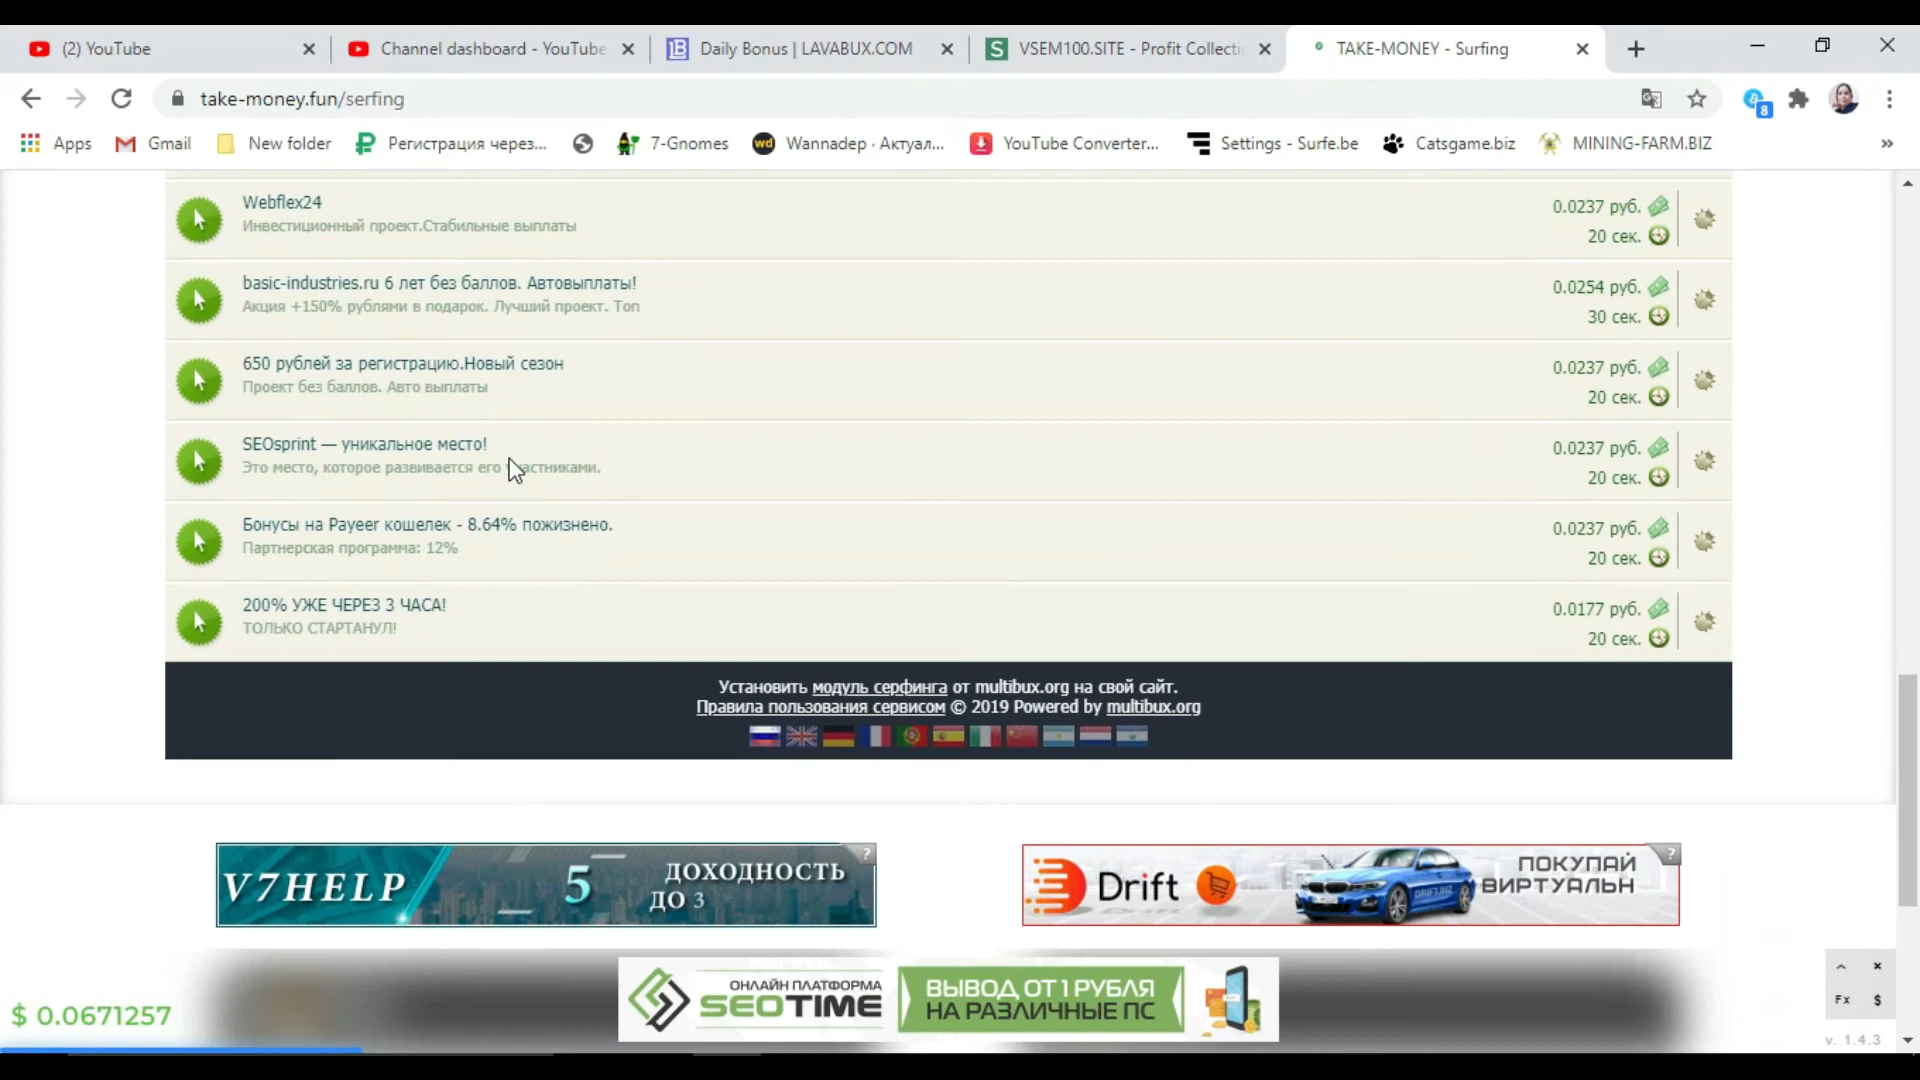 (2) YouTube
Channel dashboard - YouTube
Daily Bonus | LAVABUX.COM
VSEM100.SITE - Profit Collecti
TAKE-MONEY - Surfing
take-money.fun/serfing
8
Apps
Gmail
New folder
Регистрация через...
7-Gnomes
wd
Wannadep · Актуал...
YouTube Converter...
Settings - Surfe.be
Catsgame.biz
MINING-FARM.BIZ
»
Webflex24
Инвестиционный проект.Стабильные выплаты
0.0237 руб.
20 сек.
basic-industries.ru 6 лет без баллов. Автовыплаты!
Акция +150% рублями в подарок. Лучший проект. Топ
0.0254 руб.
30 сек.
650 рублей за регистрацию.Новый сезон
Проект без баллов. Авто выплаты
0.0237 руб.
20 сек.
SEOsprint — уникальное место!
Это место, которое развивается его участниками.
0.0237 руб.
20 сек.
Бонусы на Payeer кошелек - 8.64% пожизнено.
Партнерская программа: 12%
0.0237 руб.
20 сек.
200% УЖЕ ЧЕРЕЗ 3 ЧАСА!
ТОЛЬКО СТАРТАНУЛ!
0.0177 руб.
20 сек.
Установить модуль серфинга от multibux.org на свой сайт.
Правила пользования сервисом © 2019 Powered by multibux.org
V7HELP
5
ДОХОДНОСТЬ
ДО 3
?
Drift
ПОКУПАЙ
ВИРТУАЛЬН
DRIFT.BIZ
?
ОНЛАЙН ПЛАТФОРМА
SEOTIME
ВЫВОД ОТ 1 РУБЛЯ
НА РАЗЛИЧНЫЕ ПС
$ 0.0671257
Fx $
v. 1.4.3